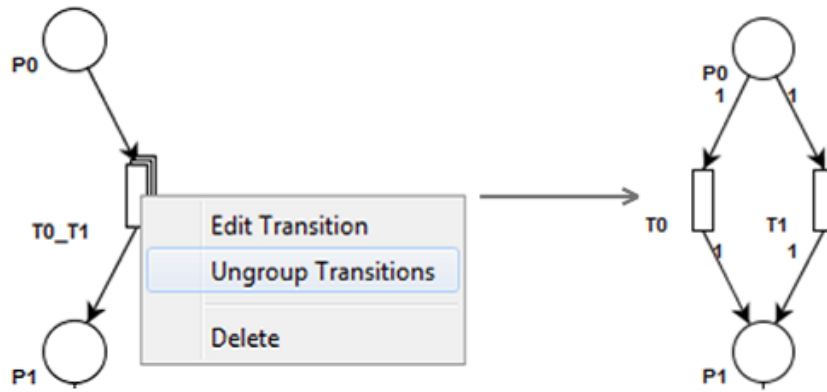 P0
T0_T1
P1
Edit Transition
Ungroup Transitions
Delete
P0
1 1
T0 T1
1 1
P1